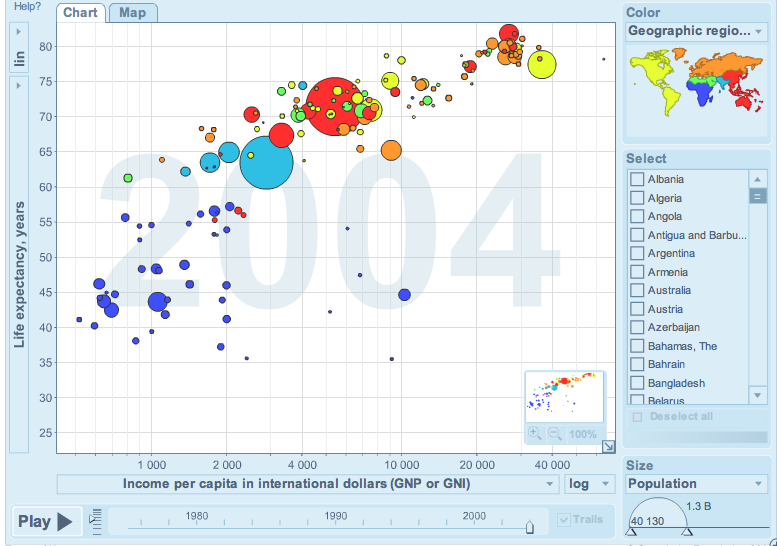 Help?
Chart
Map
lin
Life expectancy, years
80
75
70
65
60
55
50
45
40
35
30
25
2004
100%
1 000
2 000
4 000
10 000
20 000
40 000
Income per capita in international dollars (GNP or GNI)
log
Play
1980
1990
2000
Trails
Color
Geographic regio...
Select
Albania
Algeria
Angola
Antigua and Barbu...
Argentina
Armenia
Australia
Austria
Azerbaijan
Bahamas, The
Bahrain
Bangladesh
Belarus
Deselect all
Size
Population
1.3 B
40 130